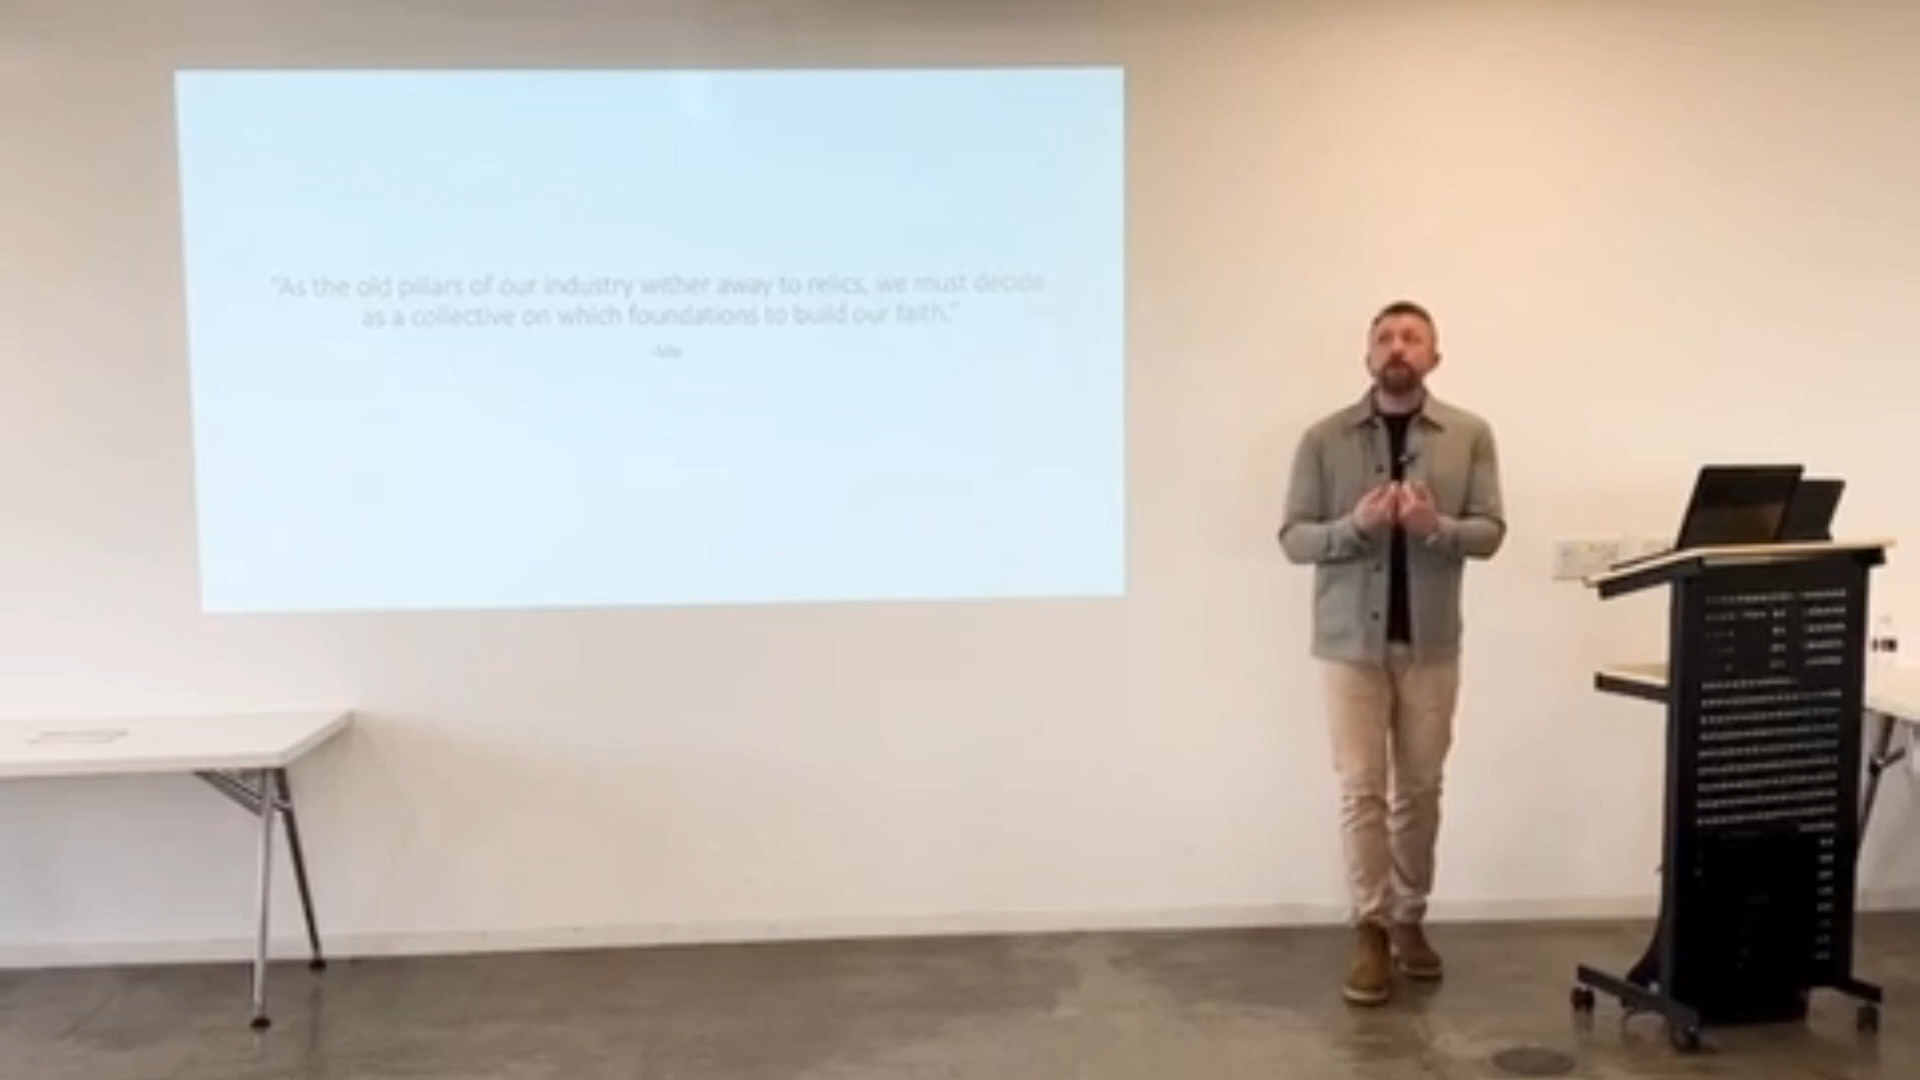 "As the old pillars of our industry wither away to relics, we must decide
as a collective on which foundations to build our faith."
-Me